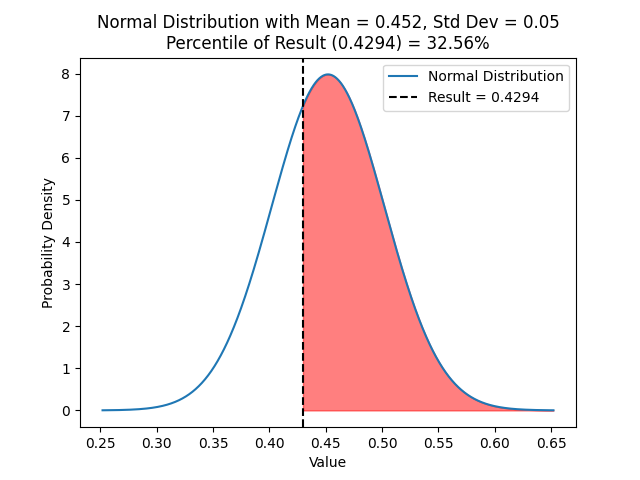 Normal Distribution with Mean = 0.452, Std Dev = 0.05
Percentile of Result (0.4294) = 32.56%
Normal Distribution
Result = 0.4294
Probability Density
8
7
6
5
4
3
2
1
0
0.25 0.30 0.35 0.40 0.45 0.50 0.55 0.60 0.65
Value